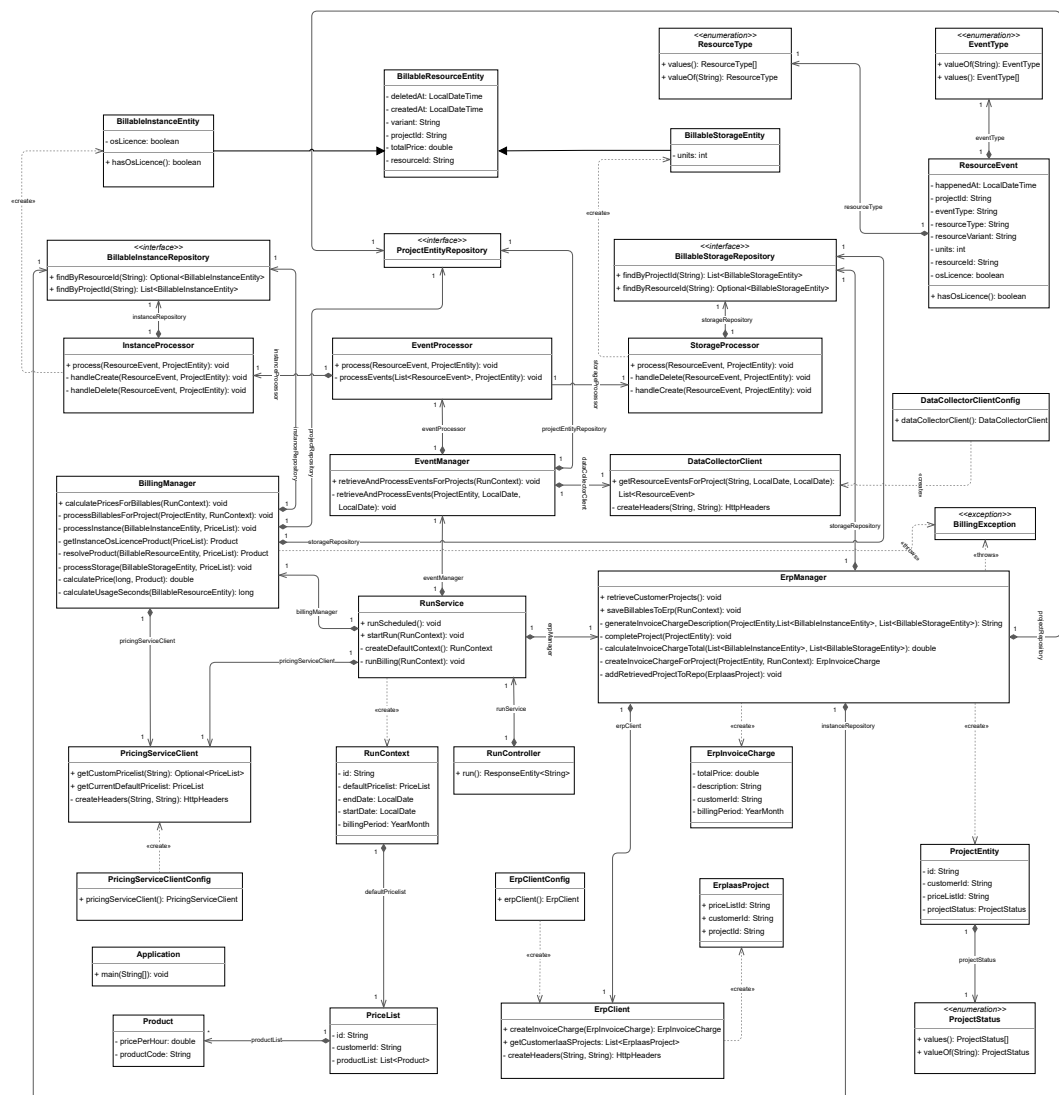 <<enumeration>>
ResourceType
+ values(): ResourceType[]
+ valueOf(String): ResourceType
<<enumeration>>
EventType
+ valueOf(String): EventType
+ values(): EventType[]
BillableResourceEntity
- deletedAt: LocalDateTime
- createdAt: LocalDateTime
- variant: String
- projectId: String
- totalPrice: double
- resourceId: String
BillableInstanceEntity
- osLicence: boolean
+ hasOsLicence(): boolean
BillableStorageEntity
- units: int
eventType
ResourceEvent
- happenedAt: LocalDateTime
- projectId: String
- eventType: String
- resourceType: String
- resourceVariant: String
- units: int
- resourceId: String
- osLicence: boolean
+ hasOsLicence(): boolean
resourceType
«create»
«create»
<<interface>>
BillableInstanceRepository
+ findByResourceId(String): Optional<BillableInstanceEntity>
+ findByProjectId(String): List<BillableInstanceEntity>
<<interface>>
ProjectEntityRepository
<<interface>>
BillableStorageRepository
+ findByProjectId(String): List<BillableStorageEntity>
+ findByResourceId(String): Optional<BillableStorageEntity>
instanceRepository
storageRepository
InstanceProcessor
+ process(ResourceEvent, ProjectEntity): void
- handleCreate(ResourceEvent, ProjectEntity): void
- handleDelete(ResourceEvent, ProjectEntity): void
instanceProcessor
EventProcessor
+ process(ResourceEvent, ProjectEntity): void
- processEvents(List<ResourceEvent>, ProjectEntity): void
storageProcessor
StorageProcessor
+ process(ResourceEvent, ProjectEntity): void
- handleDelete(ResourceEvent, ProjectEntity): void
- handleCreate(ResourceEvent, ProjectEntity): void
DataCollectorClientConfig
+ dataCollectorClient(): DataCollectorClient
eventProcessor
projectEntityRepository
instanceRepository
projectRepository
EventManager
+ retrieveAndProcessEventsForProjects(RunContext): void
- retrieveAndProcessEvents(ProjectEntity, LocalDate,
LocalDate): void
dataCollectorClient
DataCollectorClient
+ getResourceEventsForProject(String, LocalDate, LocalDate):
List<ResourceEvent>
- createHeaders(String, String): HttpHeaders
«create»
BillingManager
+ calculatePricesForBillables(RunContext): void
- processBillablesForProject(ProjectEntity, RunContext): void
- processInstance(BillableInstanceEntity, PriceList): void
- getInstanceOsLicenceProduct(PriceList): Product
- resolveProduct(BillableResourceEntity, PriceList): Product
- processStorage(BillableStorageEntity, PriceList): void
- calculatePrice(long, Product): double
- calculateUsageSeconds(BillableResourceEntity): long
storageRepository
storageRepository
<<exception>>
BillingException
«throws»
«throws»
eventManager
billingManager
RunService
+ runScheduled(): void
+ startRun(RunContext): void
- createDefaultContext(): RunContext
- runBilling(RunContext): void
erpManager
ErpManager
+ retrieveCustomerProjects(): void
+ saveBillablesToErp(RunContext): void
- generateInvoiceChargeDescription(ProjectEntity,List<BillableInstanceEntity>, List<BillableStorageEntity>): String
- completeProject(ProjectEntity): void
- calculateInvoiceChargeTotal(List<BillableInstanceEntity>, List<BillableStorageEntity>): double
- createInvoiceChargeForProject(ProjectEntity, RunContext): ErpInvoiceCharge
- addRetrievedProjectToRepo(ErpIaasProject): void
projectRepository
pricingServiceClient
pricingServiceClient
«create»
runService
erpClient
«create»
instanceRepository
«create»
PricingServiceClient
+ getCustomPricelist(String): Optional<PriceList>
+ getCurrentDefaultPricelist: PriceList
- createHeaders(String, String): HttpHeaders
RunContext
- id: String
- defaultPricelist: PriceList
- endDate: LocalDate
- startDate: LocalDate
- billingPeriod: YearMonth
RunController
+ run(): ResponseEntity<String>
ErpInvoiceCharge
- totalPrice: double
- description: String
- customerId: String
- billingPeriod: YearMonth
«create»
PricingServiceClientConfig
+ pricingServiceClient(): PricingServiceClient
defaultPricelist
ErpClientConfig
+ erpClient(): ErpClient
ErpIaasProject
+ priceListId: String
+ customerId: String
+ projectId: String
ProjectEntity
- id: String
- customerId: String
- priceListId: String
- projectStatus: ProjectStatus
projectStatus
Application
+ main(String[]): void
«create»
«create»
Product
- pricePerHour: double
- productCode: String
productList
PriceList
- id: String
- customerId: String
- productList: List<Product>
ErpClient
+ createInvoiceCharge(ErpInvoiceCharge): ErpInvoiceCharge
+ getCustomerIaaSProjects: List<ErpIaasProject>
- createHeaders(String, String): HttpHeaders
<<enumeration>>
ProjectStatus
+ values(): ProjectStatus[]
+ valueOf(String): ProjectStatus